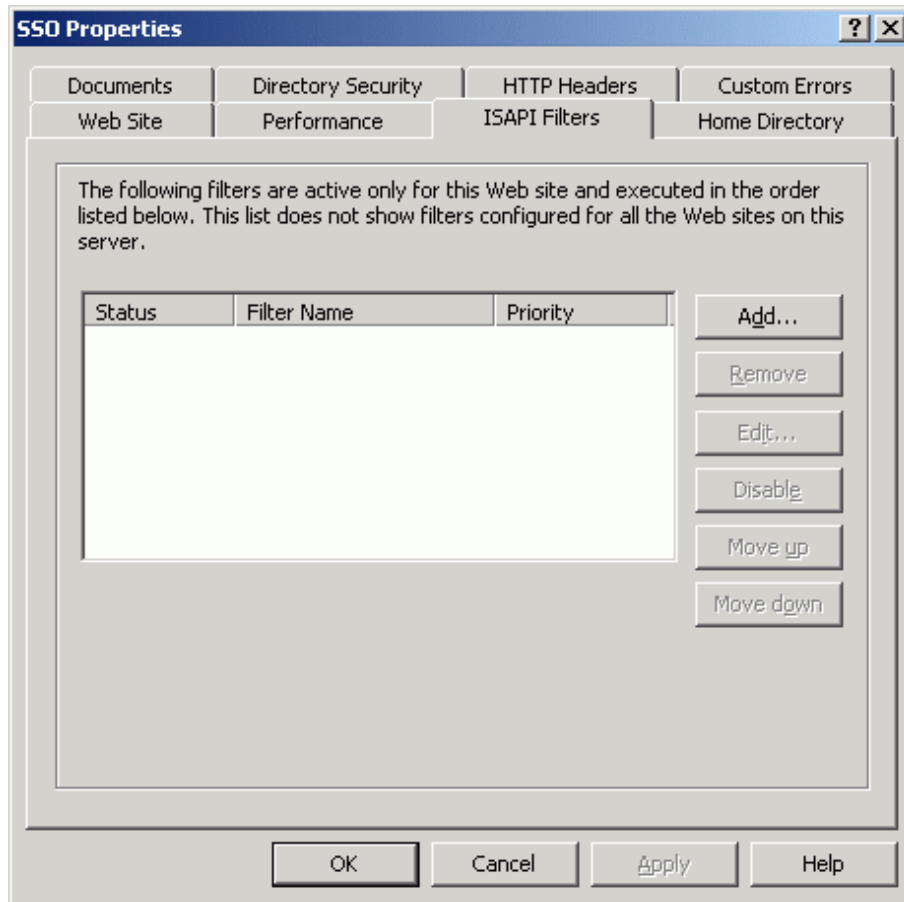 SSO Properties
Documents Directory Security HTTP Headers Custom Errors
Web Site Performance ISAPI Filters Home Directory
The following filters are active only for this Web site and executed in the order
listed below. This list does not show filters configured for all the Web sites on this
server.
Status Filter Name Priority
Add...
Remove
Edit...
Disable
Move up
Move down
OK Cancel Apply Help